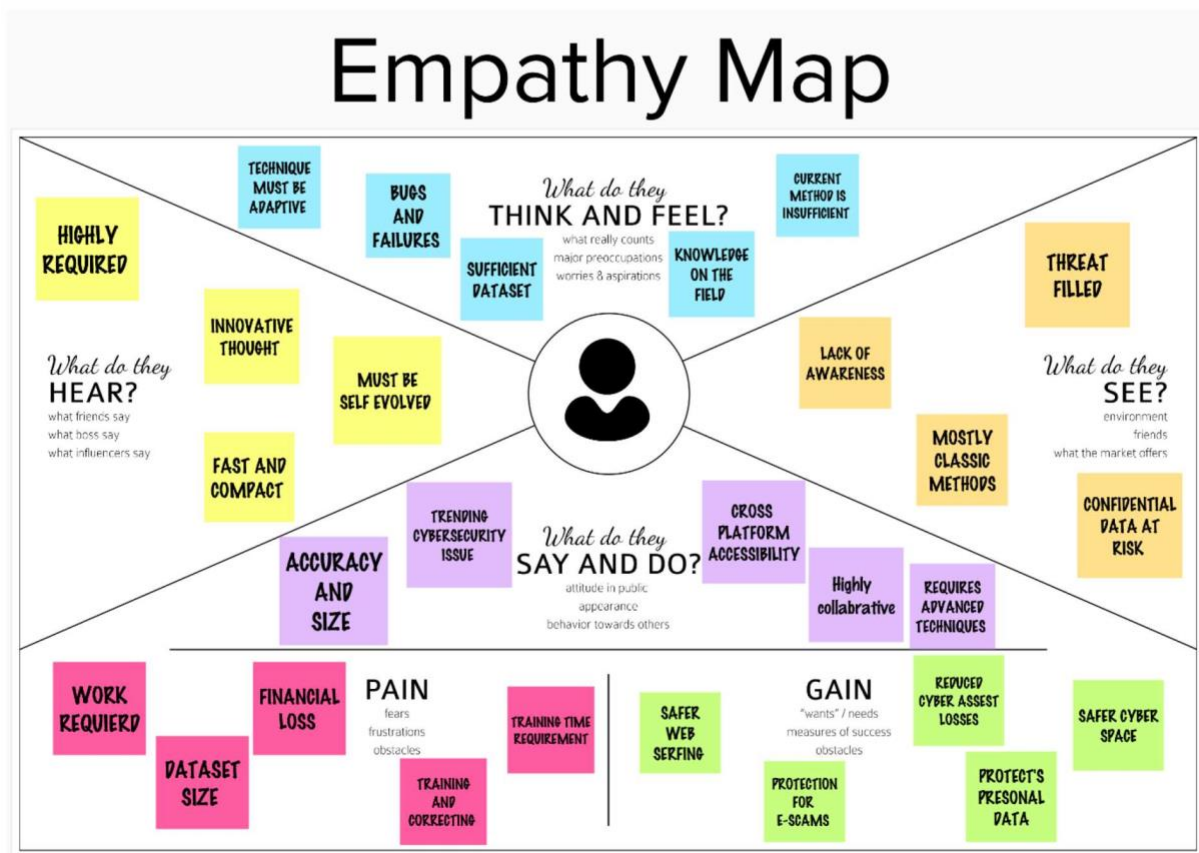 Empathy Map
What do they
THINK AND FEEL?
what really counts
major preoccupations
worries & aspirations
TECHNIQUE
MUST BE
ADAPTIVE
BUGS
AND
FAILURES
SUFFICIENT
DATASET
KNOWLEDGE
ON THE
FIELD
CURRENT
METHOD IS
INSUFFICIENT
What do they
HEAR?
what friends say
what boss say
what influencers say
HIGHLY
REQUIRED
INNOVATIVE
THOUGHT
MUST BE
SELF EVOLVED
FAST AND
COMPACT
What do they
SEE?
environment
friends
what the market offers
THREAT
FILLED
LACK OF
AWARENESS
MOSTLY
CLASSIC
METHODS
CONFIDENTIAL
DATA AT
RISK
What do they
SAY AND DO?
attitude in public
appearance
behavior towards others
ACCURACY
AND
SIZE
TRENDING
CYBERSECURITY
ISSUE
CROSS
PLATFORM
ACCESSIBILITY
Highly
collabrative
REQUIRES
ADVANCED
TECHNIQUES
PAIN
fears
frustrations
obstacles
WORK
REQUIERD
DATASET
SIZE
FINANCIAL
LOSS
TRAINING
AND
CORRECTING
TRAINING TIME
REQUIREMENT
GAIN
"wants" / needs
measures of success
obstacles
SAFER
WEB
SERFING
PROTECTION
FOR
E-SCAMS
REDUCED
CYBER ASSEST
LOSSES
PROTECT'S
PRESONAL
DATA
SAFER CYBER
SPACE